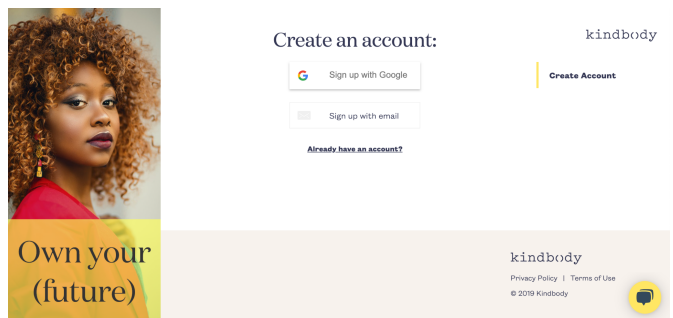 Create an account:
Sign up with Google
Sign up with email
Already have an account?
kindbody
Create Account
Own your
(future)
kindbody
Privacy Policy | Terms of Use
© 2019 Kindbody